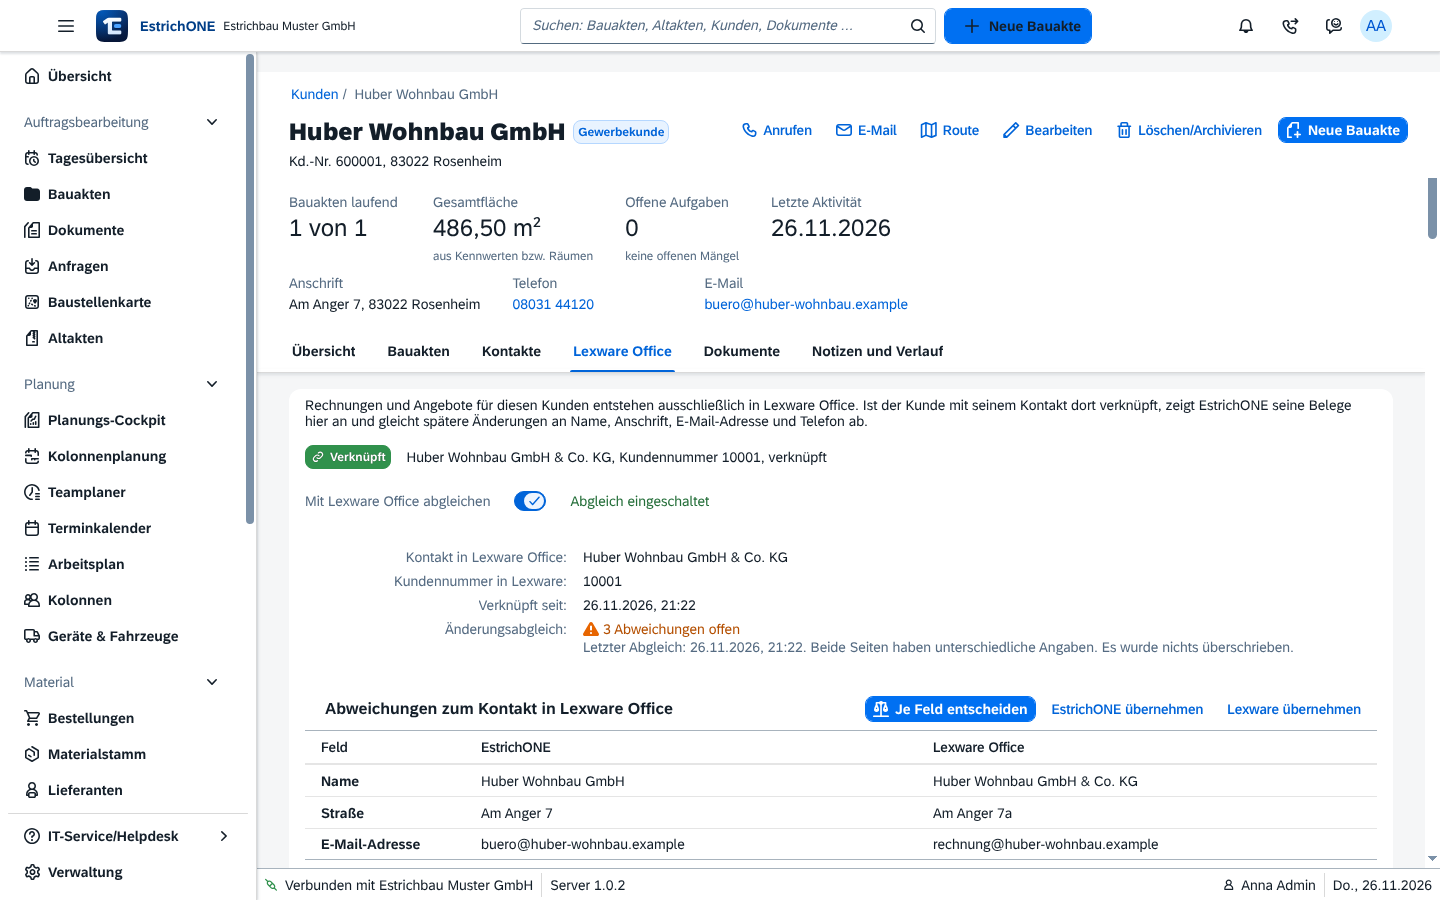 EstrichONE Estrichbau Muster GmbH
Suchen: Bauakten, Altakten, Kunden, Dokumente ...
Neue Bauakte
AA
Übersicht
Auftragsbearbeitung
Tagesübersicht
Bauakten
Dokumente
Anfragen
Baustellenkarte
Altakten
Planung
Planungs-Cockpit
Kolonnenplanung
Teamplaner
Terminkalender
Arbeitsplan
Kolonnen
Geräte & Fahrzeuge
Material
Bestellungen
Materialstamm
Lieferanten
IT-Service/Helpdesk
Verwaltung
Kunden / Huber Wohnbau GmbH
Huber Wohnbau GmbH Gewerbekunde
Anrufen E-Mail Route Bearbeiten Löschen/Archivieren Neue Bauakte
Kd.-Nr. 600001, 83022 Rosenheim
Bauakten laufend Gesamtfläche Offene Aufgaben Letzte Aktivität
1 von 1 486,50 m² 0 26.11.2026
aus Kennwerten bzw. Räumen keine offenen Mängel
Anschrift Telefon E-Mail
Am Anger 7, 83022 Rosenheim 08031 44120 buero@huber-wohnbau.example
Übersicht Bauakten Kontakte Lexware Office Dokumente Notizen und Verlauf
Rechnungen und Angebote für diesen Kunden entstehen ausschließlich in Lexware Office. Ist der Kunde mit seinem Kontakt dort verknüpft, zeigt EstrichONE seine Belege
hier an und gleicht spätere Änderungen an Name, Anschrift, E-Mail-Adresse und Telefon ab.
Verknüpft Huber Wohnbau GmbH & Co. KG, Kundennummer 10001, verknüpft
Mit Lexware Office abgleichen Abgleich eingeschaltet
Kontakt in Lexware Office: Huber Wohnbau GmbH & Co. KG
Kundennummer in Lexware: 10001
Verknüpft seit: 26.11.2026, 21:22
Änderungsabgleich: 3 Abweichungen offen
Letzter Abgleich: 26.11.2026, 21:22. Beide Seiten haben unterschiedliche Angaben. Es wurde nichts überschrieben.
Abweichungen zum Kontakt in Lexware Office Je Feld entscheiden EstrichONE übernehmen Lexware übernehmen
Feld EstrichONE Lexware Office
Name Huber Wohnbau GmbH Huber Wohnbau GmbH & Co. KG
Straße Am Anger 7 Am Anger 7a
E-Mail-Adresse buero@huber-wohnbau.example rechnung@huber-wohnbau.example
Verbunden mit Estrichbau Muster GmbH Server 1.0.2 Anna Admin Do., 26.11.2026